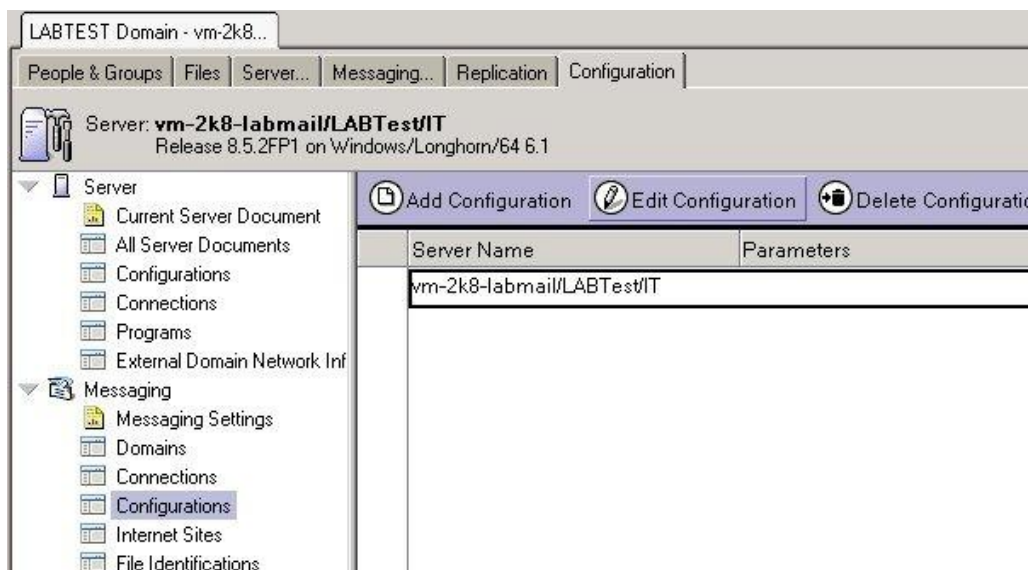 LABTEST Domain - vm-2k8...
People & Groups Files Server... Messaging... Replication Configuration
Server: vm-2k8-labmail/LABTest/IT
Release 8.5.2FP1 on Windows/Longhorn/64 6.1
Server
Current Server Document
All Server Documents
Configurations
Connections
Programs
External Domain Network Inf
Messaging
Messaging Settings
Domains
Connections
Configurations
Internet Sites
File Identifications
Add Configuration Edit Configuration Delete Configuratio
Server Name Parameters
vm-2k8-labmail/LABTest/IT